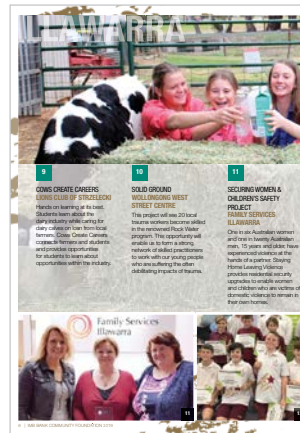 ILLAWARRA
9
COWS CREATE CAREERS
LIONS CLUB OF STRZELECKI
Hands on learning at its best.
Students learn about the
dairy industry while caring for
dairy calves on loan from local
farmers. Cows Create Careers
connects farmers and students
and provides opportunities
for students to learn about
opportunities within the industry.
10
SOLID GROUND
WOLLONGONG WEST
STREET CENTRE
This project will see 20 local
trauma workers become skilled
in the renowned Rock Water
program. This opportunity will
enable us to form a strong
network of skilled practitioners
to work with our young people
who are suffering the often
debilitating impacts of trauma.
11
SECURING WOMEN &
CHILDREN'S SAFETY
PROJECT
FAMILY SERVICES
ILLAWARRA
One in six Australian women
and one in twenty Australian
men, 15 years and older, have
experienced violence at the
hands of a partner. Staying
Home Leaving Violence
provides residential security
upgrades to enable women
and children who are victims of
domestic violence to remain in
their own homes.
Family Services
Illawarra
11
6 | IMB BANK COMMUNITY FOUNDATION 2016